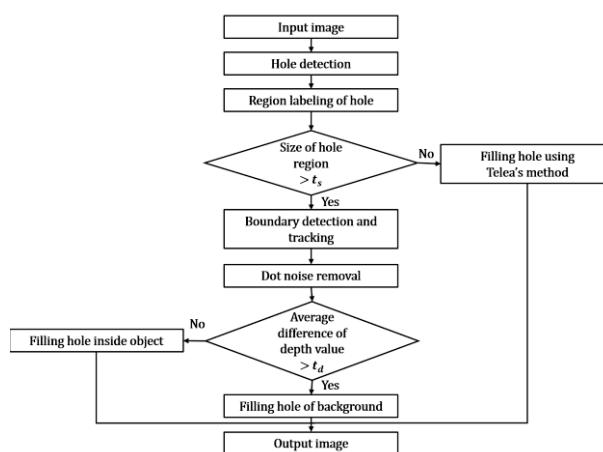 Input image
Hole detection
Region labeling of hole
Size of hole
region
> t_s
No
Filling hole using
Telea's method
Yes
Boundary detection and
tracking
Dot noise removal
Average
difference of
depth value
> t_d
No
Filling hole inside object
Yes
Filling hole of background
Output image